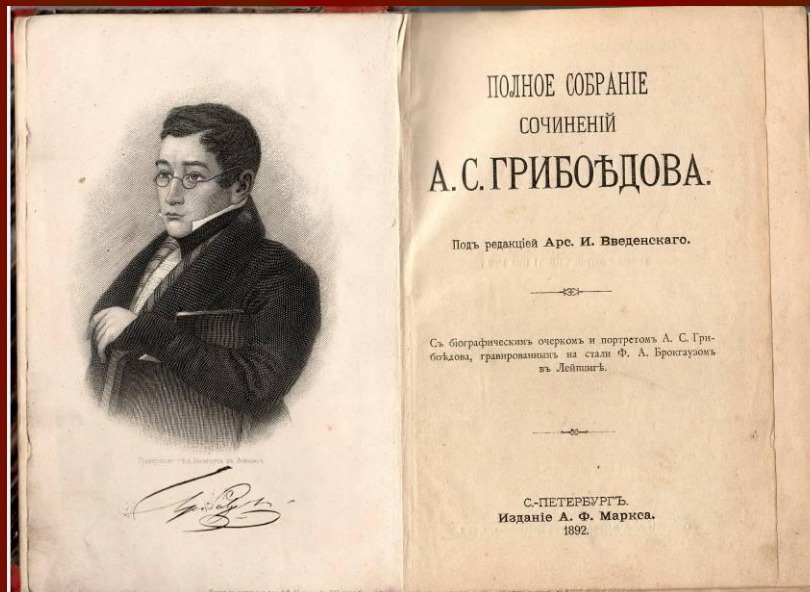 ПОЛНОЕ СОБРАНІЕ
СОЧИНЕНІЙ
А. С. ГРИБОѢДОВА.
Подъ редакціей Арс. И. Введенскаго.
Съ біографическимъ очеркомъ и портретомъ А. С. Гри-
боѣдова, гравированнымъ на стали Ф. А. Брокгаузомъ
въ Лейпцигѣ.
С.-ПЕТЕРБУРГЪ.
Изданіе А. Ф. Маркса.
1892.